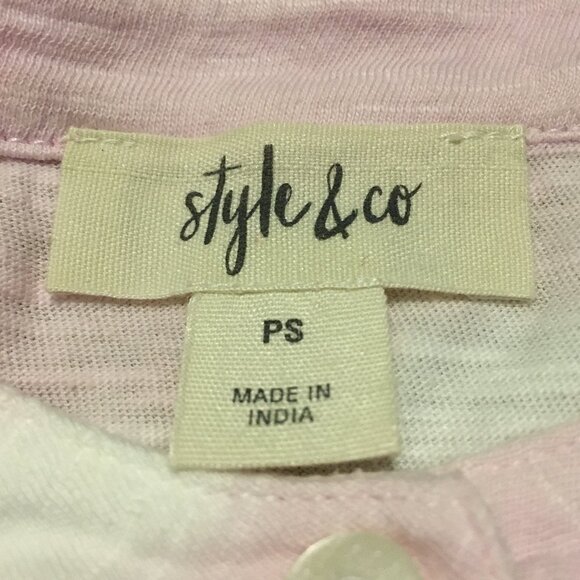 style & co
PS
MADE IN
INDIA